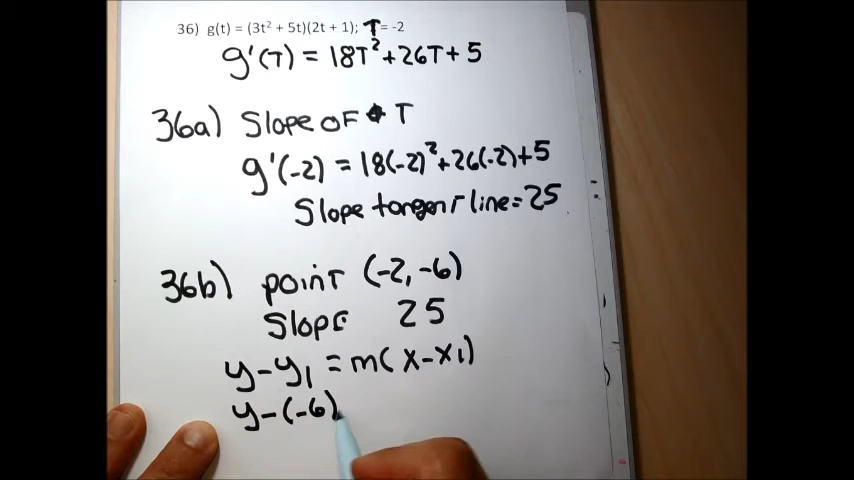 36) g(t) = (3t² + 5t)(2t + 1); T = -2
g'(T) = 18T² + 26T + 5
36a) Slope OF T
g'(-2) = 18(-2)² + 26(-2) + 5
Slope tangent line = 25
36b) point (-2, -6)
Slope 25
y - y₁ = m(x - x₁)
y - (-6)